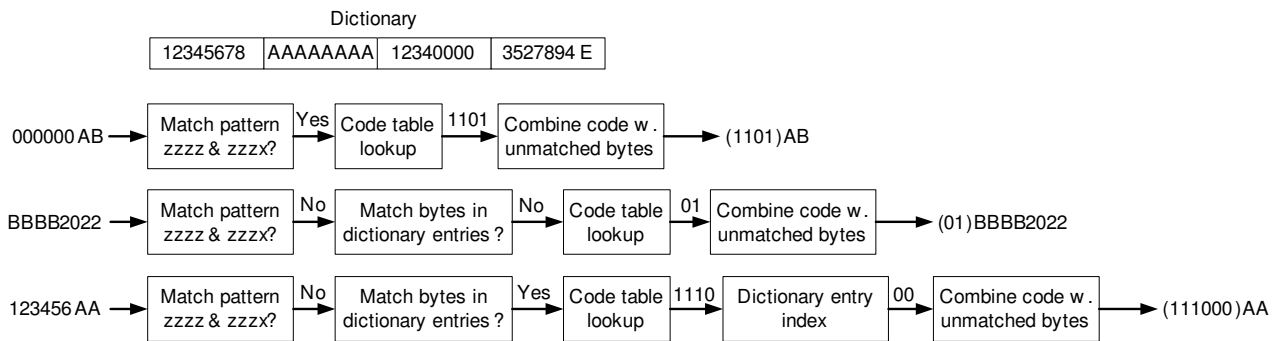 Dictionary
12345678 AAAAAAAA 12340000 3527894 E
000000 AB Match pattern zzzz & zzzx? Yes Code table lookup 1101 Combine code w . unmatched bytes (1101)AB
BBBB2022 Match pattern zzzz & zzzx? No Match bytes in dictionary entries ? No Code table lookup 01 Combine code w . unmatched bytes (01)BBBB2022
123456 AA Match pattern zzzz & zzzx? No Match bytes in dictionary entries ? Yes Code table lookup 1110 Dictionary entry index 00 Combine code w . unmatched bytes (111000)AA